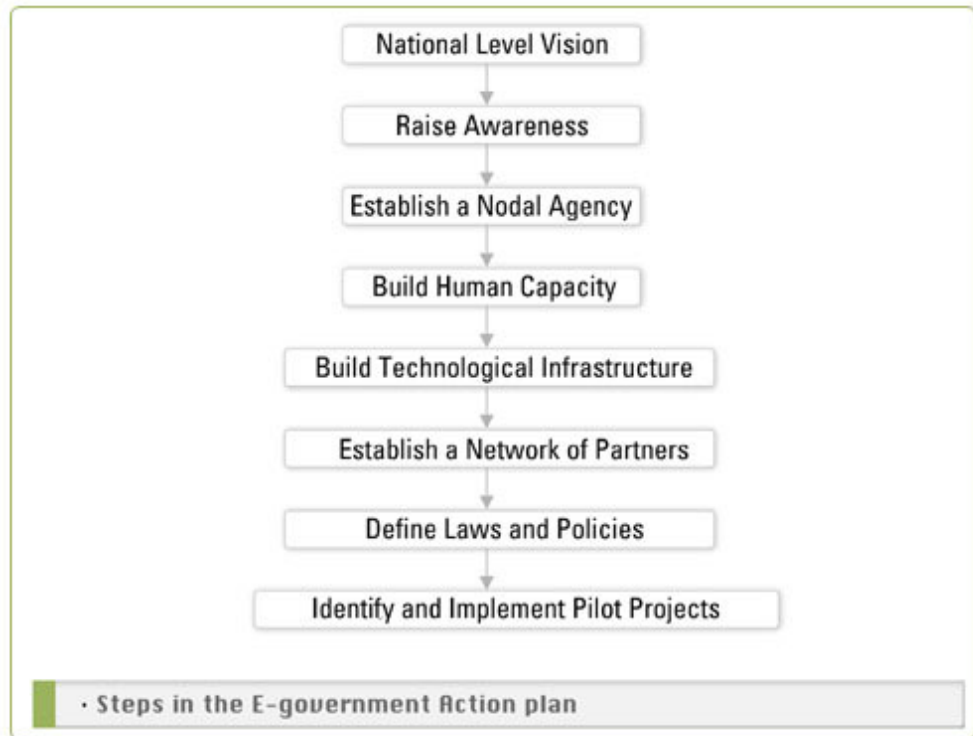 National Level Vision
Raise Awareness
Establish a Nodal Agency
Build Human Capacity
Build Technological Infrastructure
Establish a Network of Partners
Define Laws and Policies
Identify and Implement Pilot Projects
· Steps in the E-government Action plan